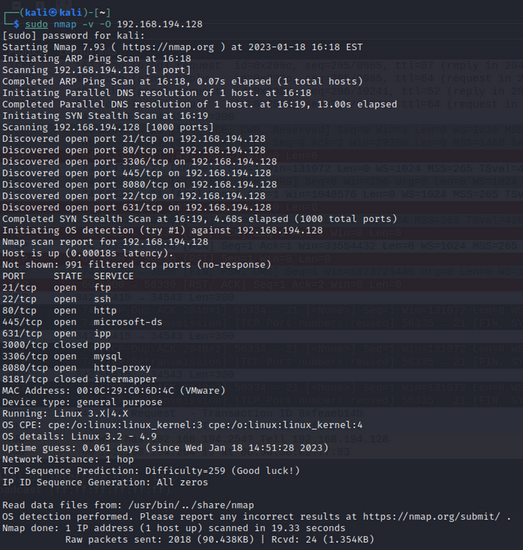 (kali㉿kali)-[~]
$ sudo nmap -v -O 192.168.194.128
[sudo] password for kali:
Starting Nmap 7.93 ( https://nmap.org ) at 2023-01-18 16:18 EST
Initiating ARP Ping Scan at 16:18
Scanning 192.168.194.128 [1 port]
Completed ARP Ping Scan at 16:18, 0.07s elapsed (1 total hosts)
Initiating Parallel DNS resolution of 1 host. at 16:18
Completed Parallel DNS resolution of 1 host. at 16:19, 13.00s elapsed
Initiating SYN Stealth Scan at 16:19
Scanning 192.168.194.128 [1000 ports]
Discovered open port 21/tcp on 192.168.194.128
Discovered open port 80/tcp on 192.168.194.128
Discovered open port 3306/tcp on 192.168.194.128
Discovered open port 445/tcp on 192.168.194.128
Discovered open port 8080/tcp on 192.168.194.128
Discovered open port 22/tcp on 192.168.194.128
Discovered open port 631/tcp on 192.168.194.128
Completed SYN Stealth Scan at 16:19, 4.68s elapsed (1000 total ports)
Initiating OS detection (try #1) against 192.168.194.128
Nmap scan report for 192.168.194.128
Host is up (0.00018s latency).
Not shown: 991 filtered tcp ports (no-response)
PORT     STATE  SERVICE
21/tcp   open   ftp
22/tcp   open   ssh
80/tcp   open   http
445/tcp  open   microsoft-ds
631/tcp  open   ipp
3000/tcp closed ppp
3306/tcp open   mysql
8080/tcp open   http-proxy
8181/tcp closed intermapper
MAC Address: 00:0C:29:C0:6D:4C (VMware)
Device type: general purpose
Running: Linux 3.X|4.X
OS CPE: cpe:/o:linux:linux_kernel:3 cpe:/o:linux:linux_kernel:4
OS details: Linux 3.2 - 4.9
Uptime guess: 0.061 days (since Wed Jan 18 14:51:28 2023)
Network Distance: 1 hop
TCP Sequence Prediction: Difficulty=259 (Good luck!)
IP ID Sequence Generation: All zeros
Read data files from: /usr/bin/../share/nmap
OS detection performed. Please report any incorrect results at https://nmap.org/submit/ .
Nmap done: 1 IP address (1 host up) scanned in 19.33 seconds
Raw packets sent: 2018 (90.438KB) | Rcvd: 24 (1.354KB)